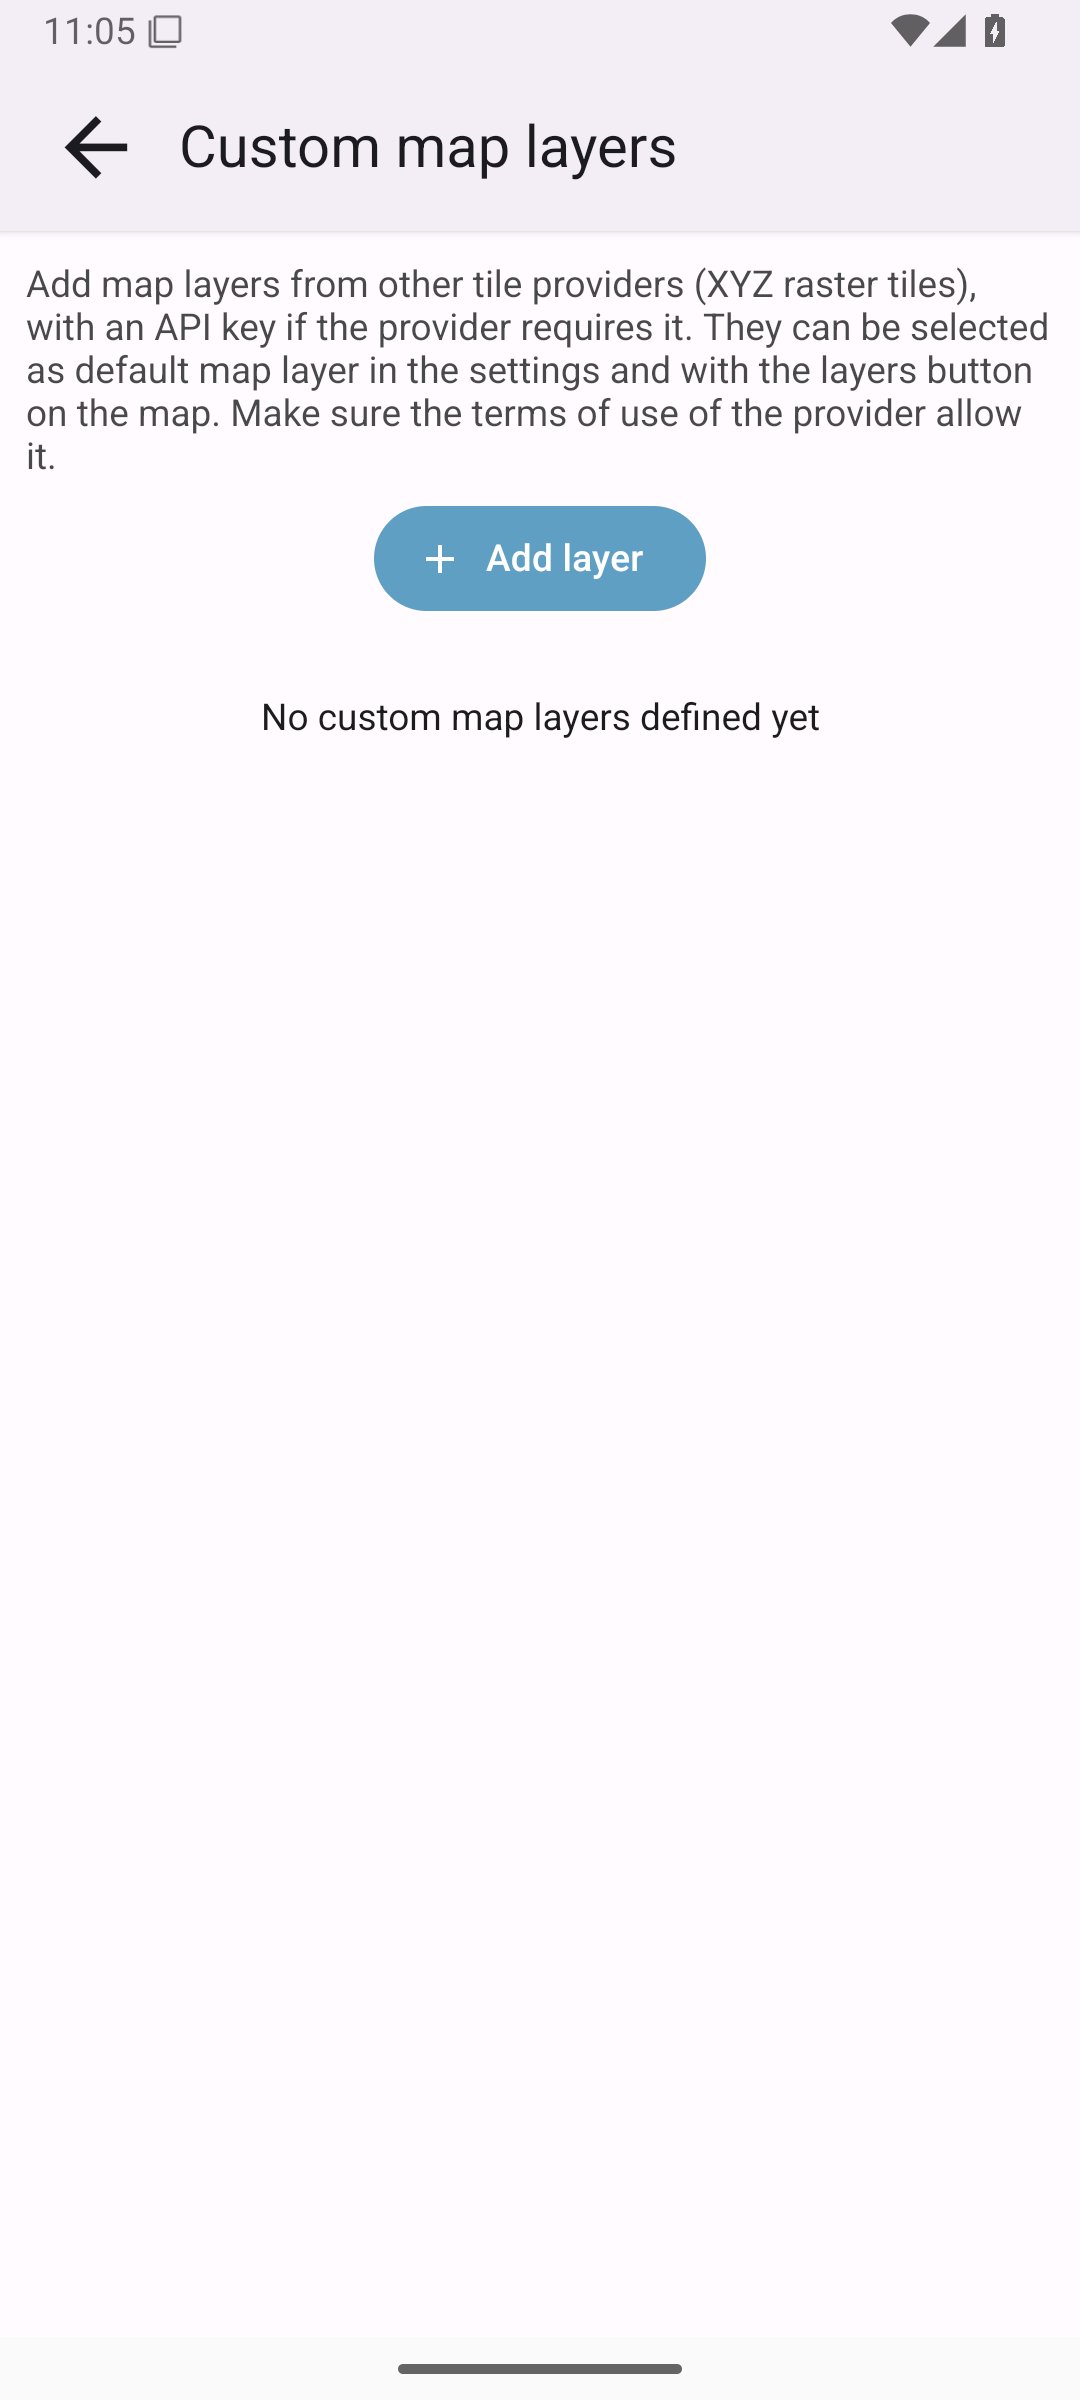 11:05
Custom map layers
Add map layers from other tile providers (XYZ raster tiles),
with an API key if the provider requires it. They can be selected
as default map layer in the settings and with the layers button
on the map. Make sure the terms of use of the provider allow
it.
Add layer
No custom map layers defined yet